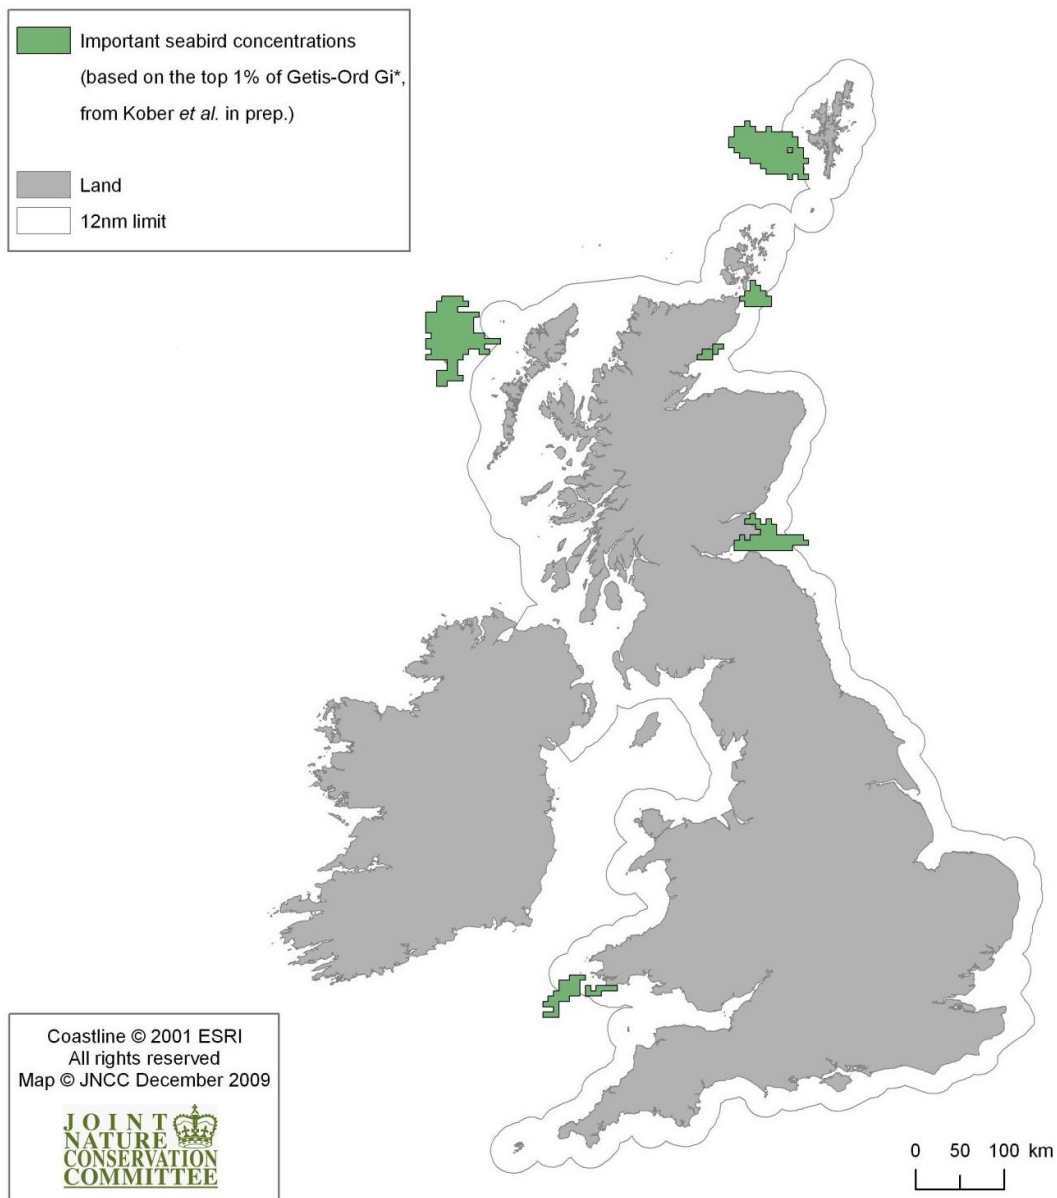 Important seabird concentrations
(based on the top 1% of Getis-Ord Gi*,
from Kober et al. in prep.)
Land
12nm limit
Coastline © 2001 ESRI
All rights reserved
Map © JNCC December 2009
JOINT
NATURE
CONSERVATION
COMMITTEE
0 50 100 km